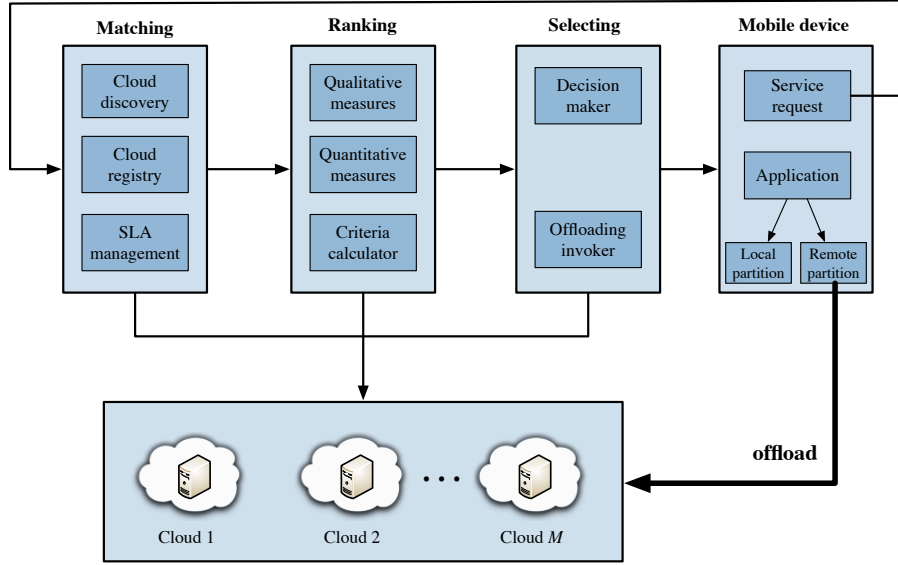 Matching
Ranking
Selecting
Mobile device
Cloud
discovery
Cloud
registry
SLA
management
Qualitative
measures
Quantitative
measures
Criteria
calculator
Decision
maker
Offloading
invoker
Service
request
Application
Local
partition
Remote
partition
offload
Cloud 1
Cloud 2
...
Cloud M